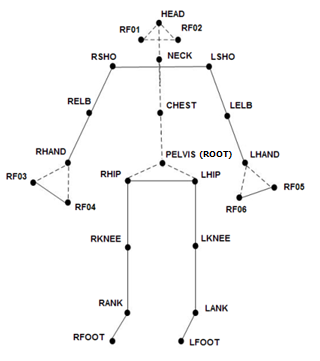 HEAD
RF01
RF02
NECK
RSHO
LSHO
RELB
CHEST
LELB
RHAND
PELVIS (ROOT)
LHAND
RF03
RHIP
LHIP
RF05
RF04
RF06
RKNEE
LKNEE
RANK
LANK
RFOOT
LFOOT